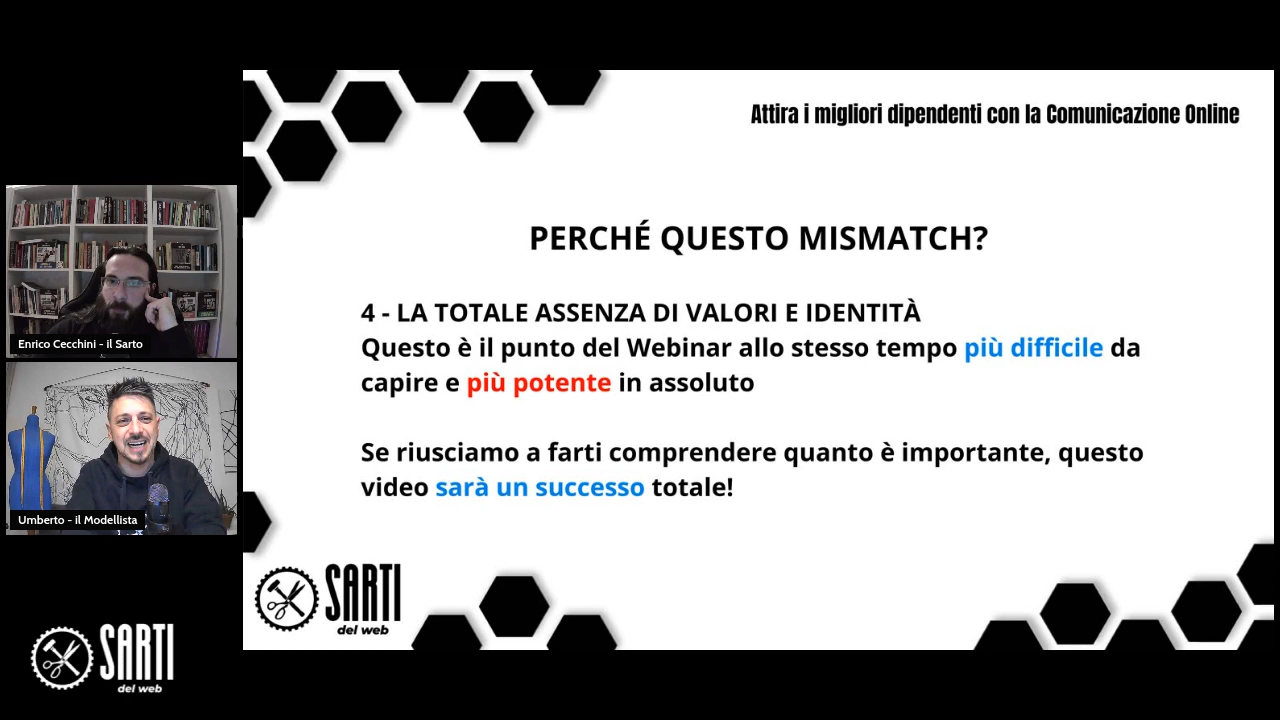 Attira i migliori dipendenti con la Comunicazione Online
PERCHÉ QUESTO MISMATCH?
4 - LA TOTALE ASSENZA DI VALORI E IDENTITÀ
Questo è il punto del Webinar allo stesso tempo più difficile da
capire e più potente in assoluto
Se riusciamo a farti comprendere quanto è importante, questo
video sarà un successo totale!
Enrico Cecchini - il Sarto
Umberto - il Modellista
SARTI
del web
SARTI
del web